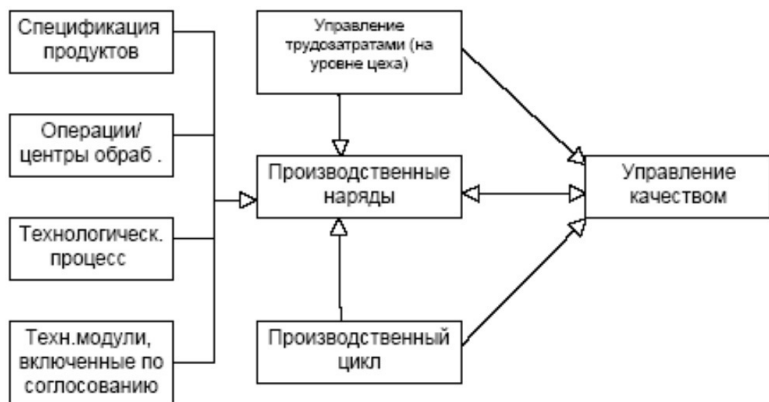 Спецификация
продуктов
Управление
трудозатратами (на
уровне цеха)
Операции/
центры обраб .
Производственные
наряды
Управление
качеством
Технологическ.
процесс
Техн.модули,
включенные по
соглосованию
Производственный
цикл